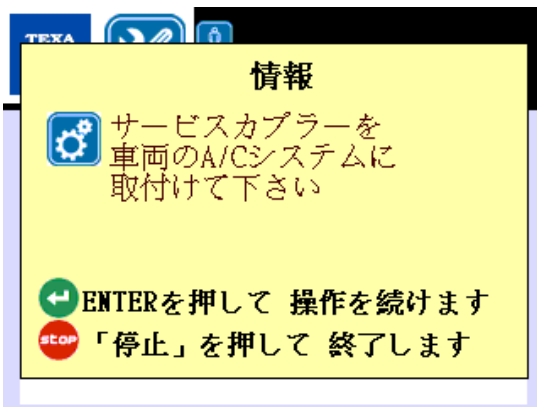 TEXA
情報
サービスカプラーを
車両のA/Cシステムに
取付けて下さい
ENTERを押して 操作を続けます
stop「停止」を押して 終了します